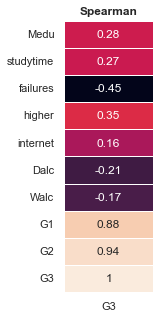 Spearman
Medu 0.28
studytime 0.27
failures -0.45
higher 0.35
internet 0.16
Dalc -0.21
Walc -0.17
G1 0.88
G2 0.94
G3 1
G3